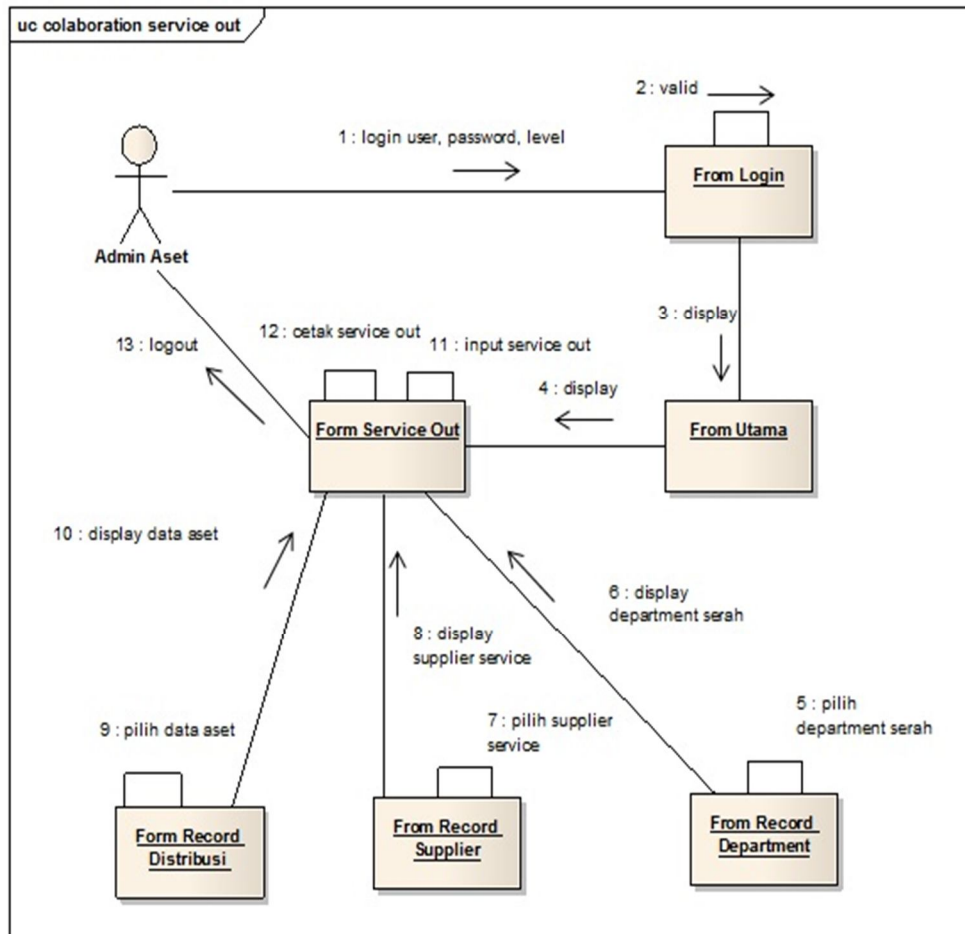 uc colaboration service out
2 : valid
1 : login user, password, level
From Login
Admin Aset
3 : display
12 : cetak service out
13 : logout
11 : input service out
4 : display
Form Service Out
From Utama
10 : display data aset
6 : display
department serah
8 : display
supplier service
9 : pilih data aset
7 : pilih supplier
service
5 : pilih
department serah
Form Record
Distribusi
From Record
Supplier
From Record
Department